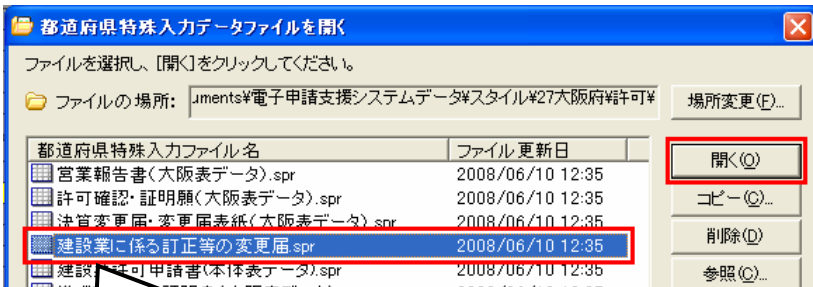 都道府県特殊入力データファイルを開く
ファイルを選択し、[開く]をクリックしてください。
ファイルの場所: uments¥電子申請支援システムデータ¥スタイル¥27大阪府¥許可¥ 場所変更(F)...
都道府県特殊入力ファイル名 ファイル更新日 開く(O)
営業報告書(大阪表データ).spr 2008/06/10 12:35
許可確認・証明願(大阪表データ).spr 2008/06/10 12:35 コピー(C)...
決算変更届・変更届表紙(大阪表データ).spr 2008/06/10 12:35
建設業に係る訂正等の変更届.spr 2008/06/10 12:35 削除(D)
建設 許可申請書(本体表データ).spr 2008/06/10 12:35 参照(C)...